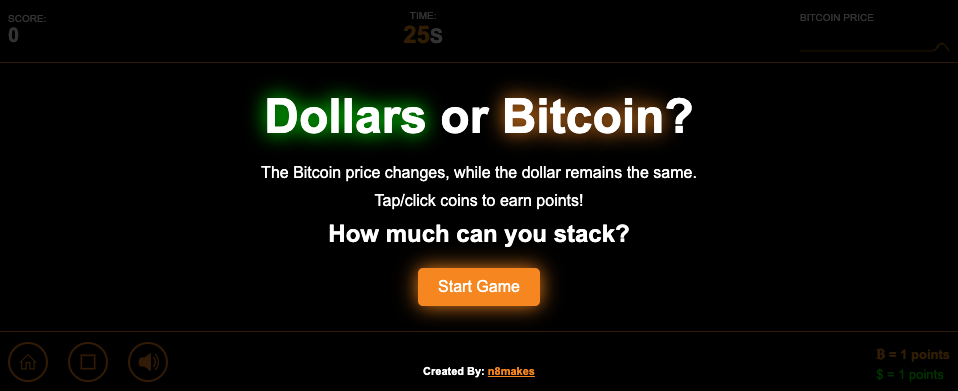 SCORE:
0
TIME:
25S
BITCOIN PRICE
Dollars or Bitcoin?
The Bitcoin price changes, while the dollar remains the same.
Tap/click coins to earn points!
How much can you stack?
Start Game
B = 1 points
$ = 1 points
Created By: n8makes